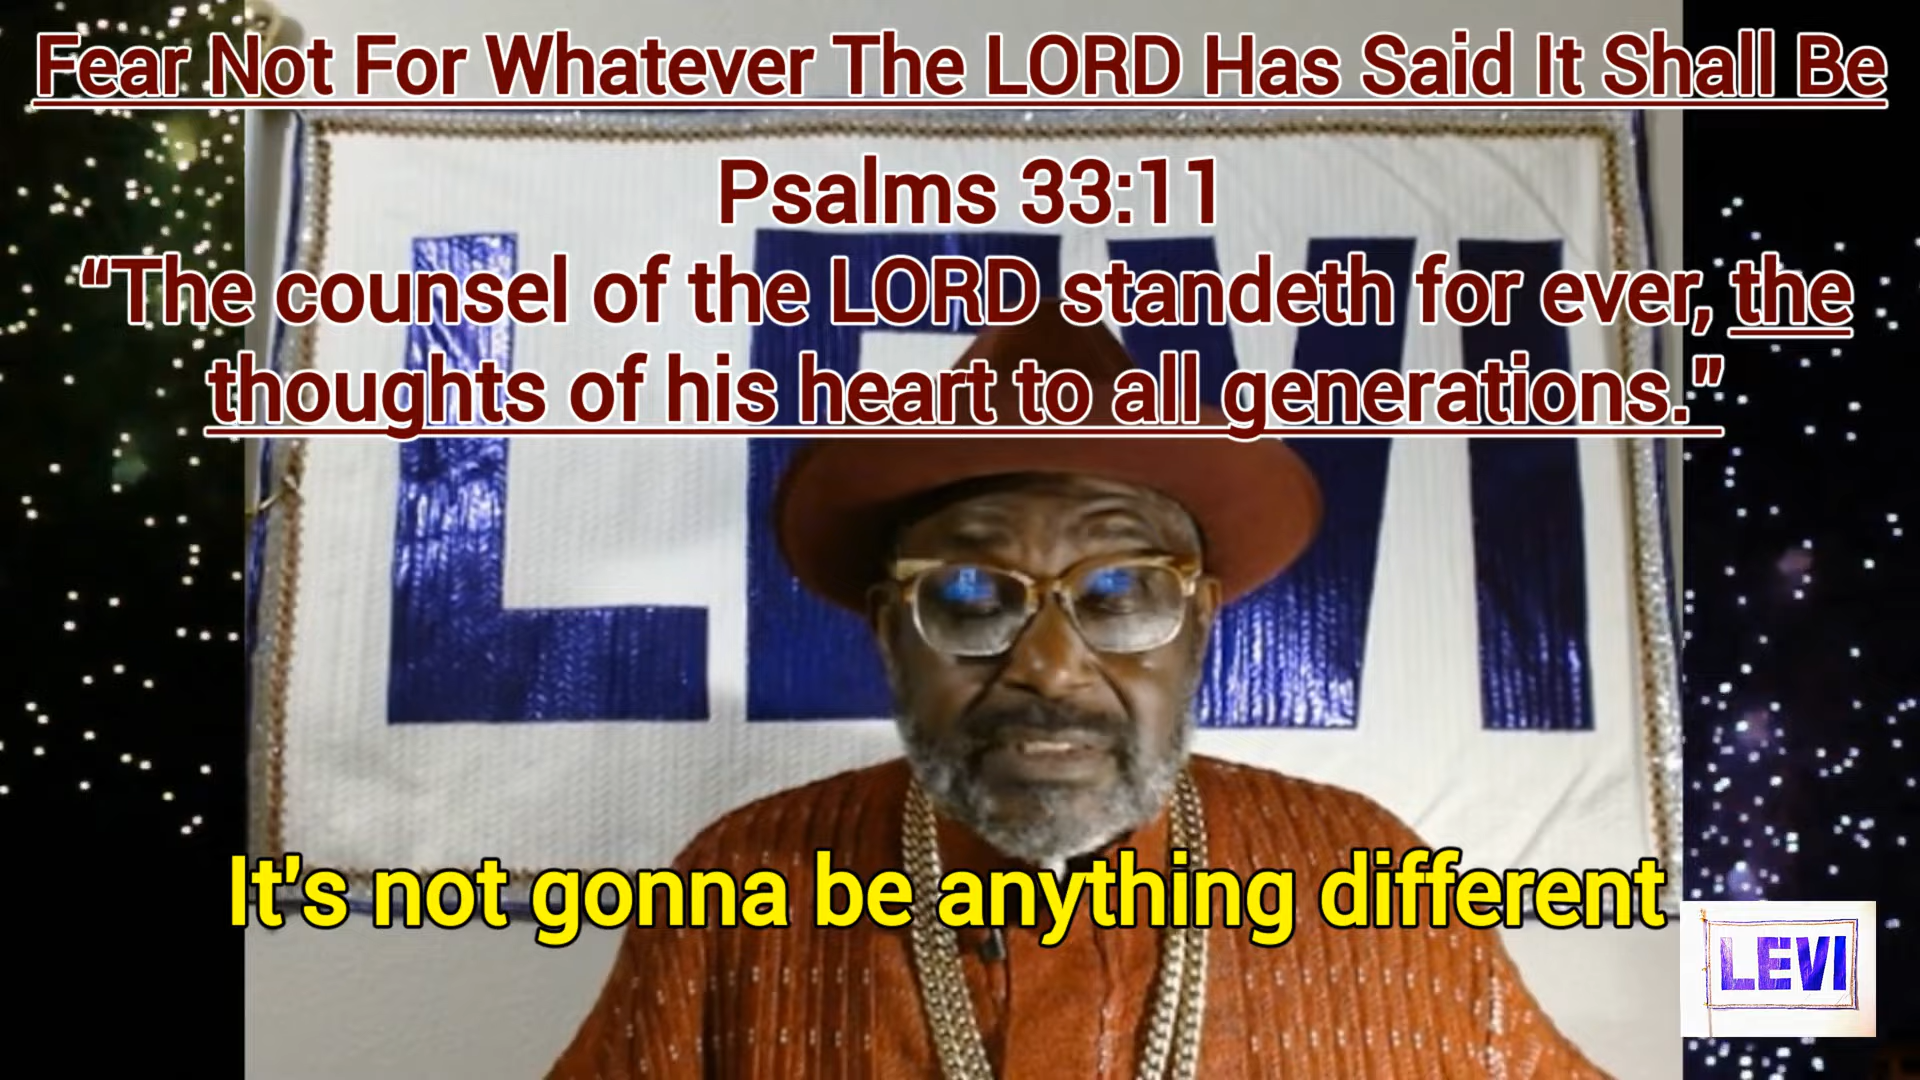 Fear Not For Whatever The LORD Has Said It Shall Be
Psalms 33:11
“The counsel of the LORD standeth for ever, the
thoughts of his heart to all generations.”
LEVI
It's not gonna be anything different
LEVI